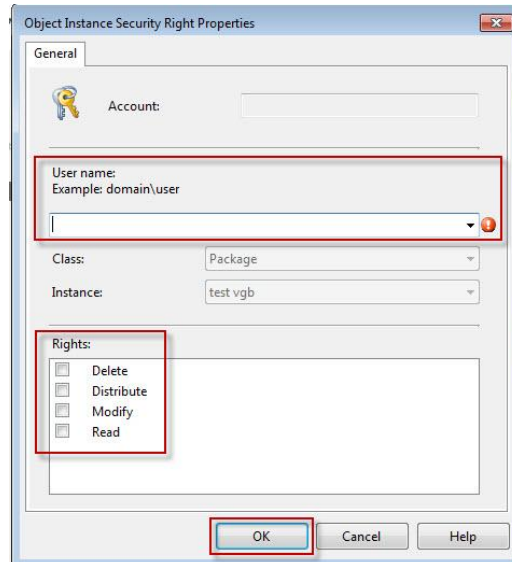 Object Instance Security Right Properties
General
Account:
User name:
Example: domain\user
Class: Package
Instance: test vgb
Rights:
Delete
Distribute
Modify
Read
OK Cancel Help